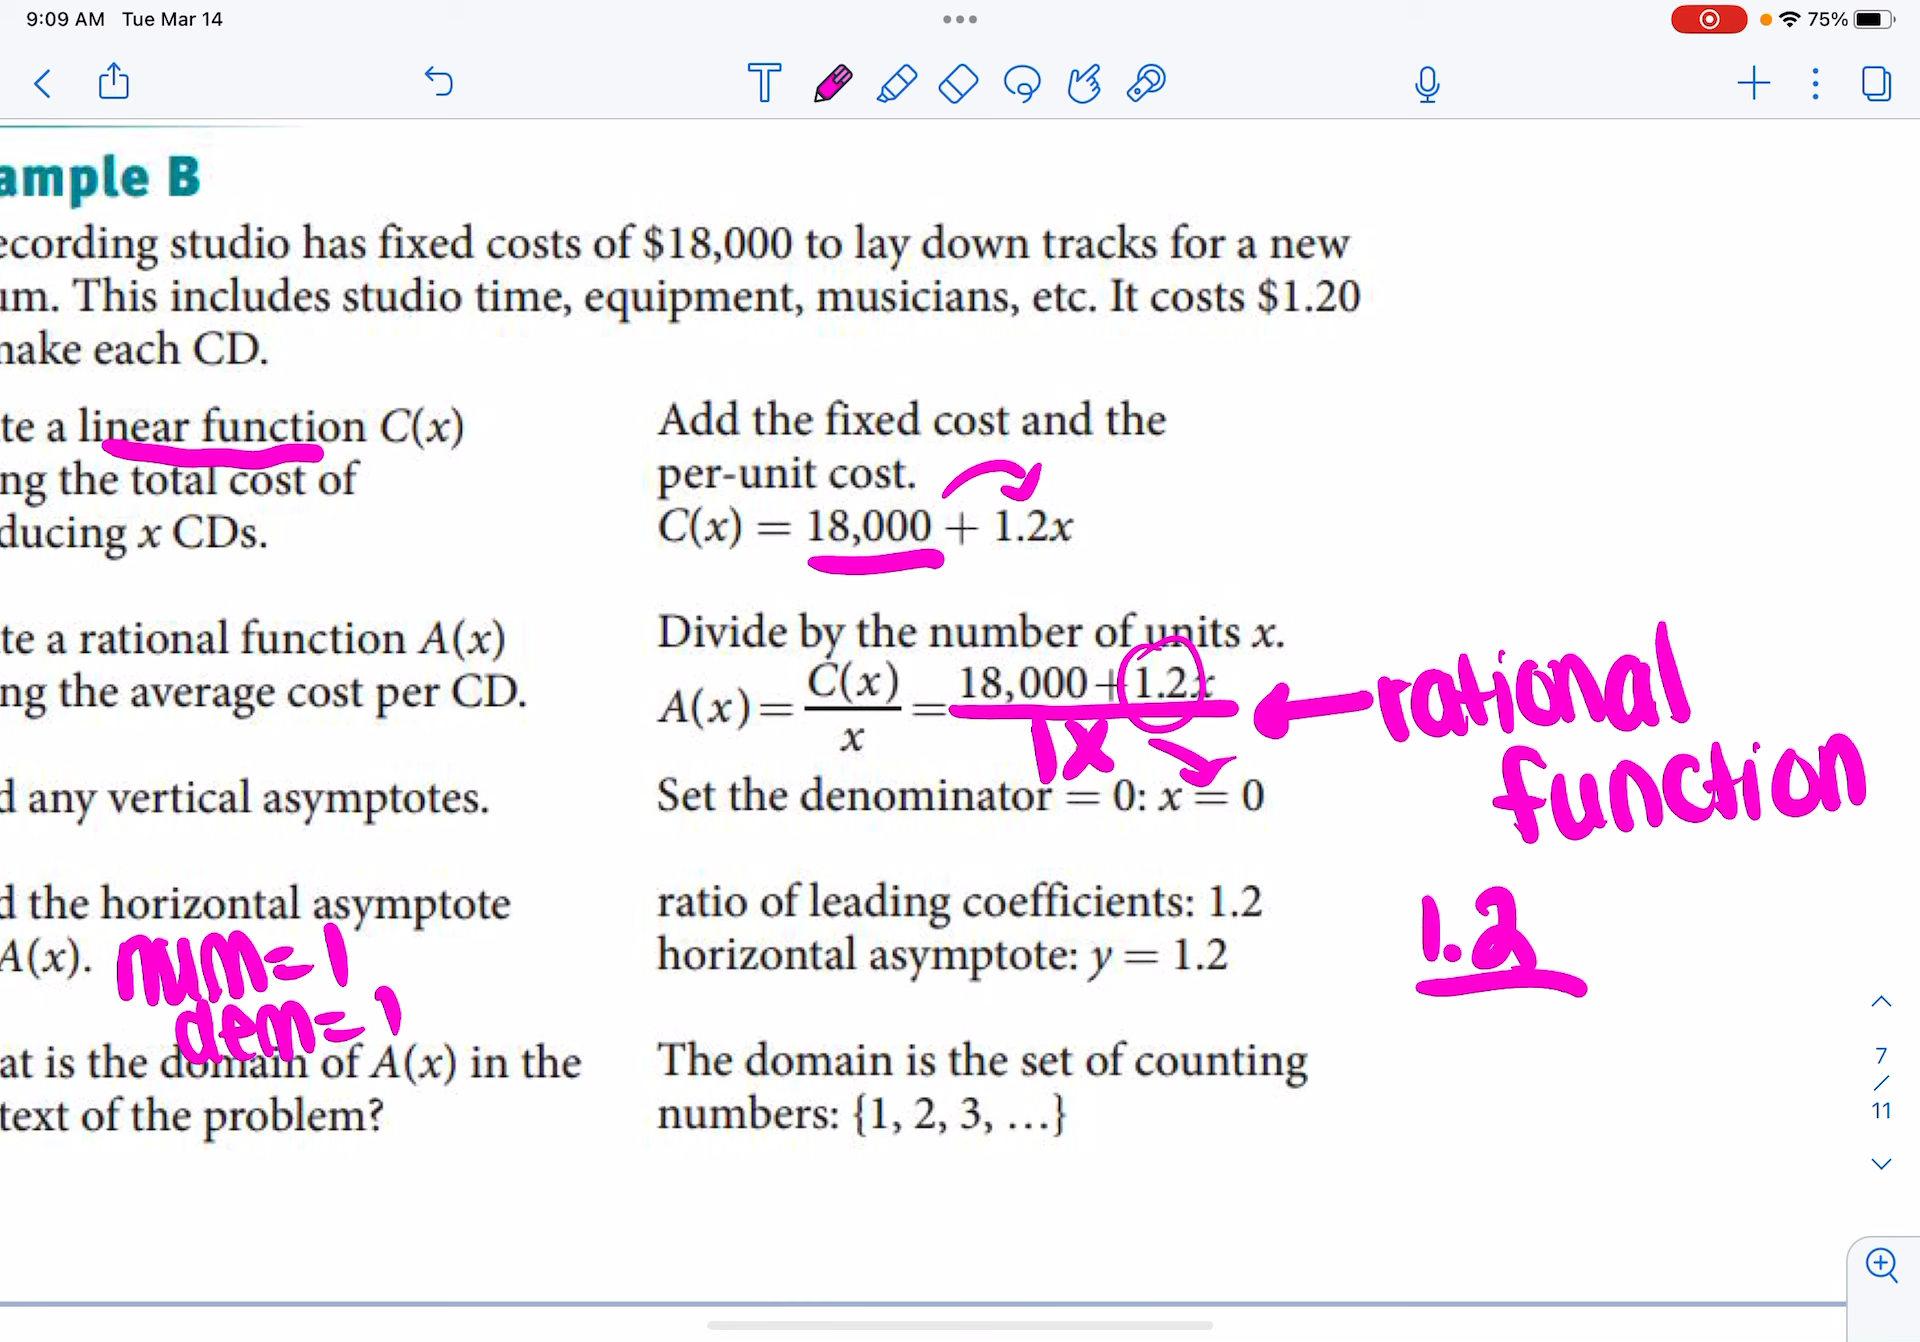 9:09 AM Tue Mar 14
75%
ample B
ecording studio has fixed costs of $18,000 to lay down tracks for a new
um. This includes studio time, equipment, musicians, etc. It costs $1.20
make each CD.
te a linear function C(x)
ng the total cost of
ducing x CDs.
Add the fixed cost and the
per-unit cost.
C(x) = 18,000 + 1.2x
te a rational function A(x)
ng the average cost per CD.
Divide by the number of units x.
A(x) = C(x)/x = 18,000 + 1.2x/1x
rational
function
d any vertical asymptotes.
Set the denominator = 0: x = 0
d the horizontal asymptote
A(x).
num=1
dem=1
ratio of leading coefficients: 1.2
horizontal asymptote: y = 1.2
1.2
at is the domain of A(x) in the
text of the problem?
The domain is the set of counting
numbers: {1, 2, 3, ...}
7
/
11